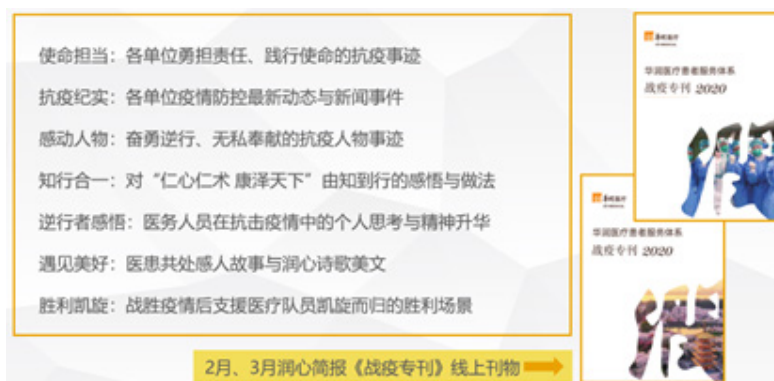 使命担当：各单位勇担责任、践行使命的抗疫事迹
抗疫纪实：各单位疫情防控最新动态与新闻事件
感动人物：奋勇逆行、无私奉献的抗疫人物事迹
知行合一：对“仁心仁术 康泽天下”由知到行的感悟与做法
逆行者感悟：医务人员在抗击疫情中的个人思考与精神升华
遇见美好：医患共处感人故事与润心诗歌美文
胜利凯旋：战胜疫情后支援医疗队员凯旋而归的胜利场景
2月、3月润心简报《战疫专刊》线上刊物
华润医疗患者服务体系
战疫专刊 2020
润
华润医疗患者服务体系
战疫专刊 2020
润